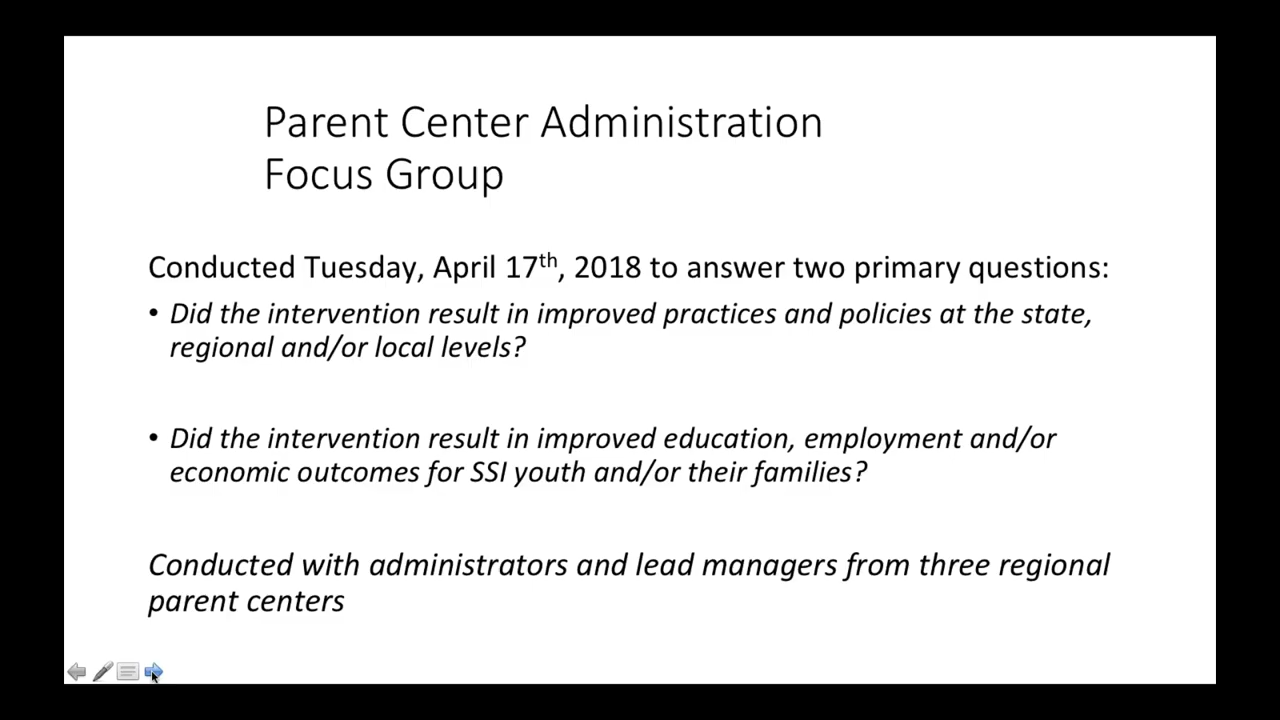 Parent Center Administration
Focus Group
Conducted Tuesday, April 17th, 2018 to answer two primary questions:
• Did the intervention result in improved practices and policies at the state,
regional and/or local levels?
• Did the intervention result in improved education, employment and/or
economic outcomes for SSI youth and/or their families?
Conducted with administrators and lead managers from three regional
parent centers